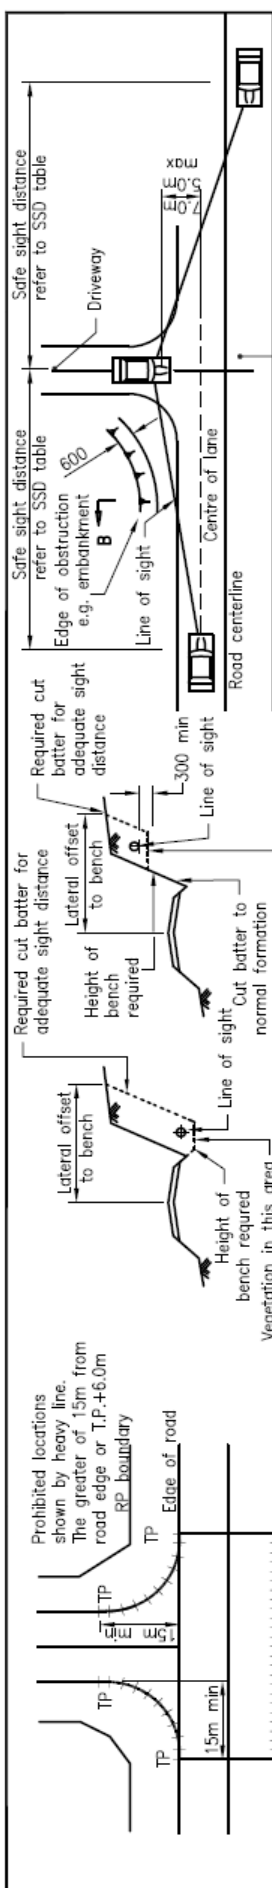 Prohibited locations
shown by heavy line.
The greater of 15m from
road edge or T.P.+6.0m
RP boundary
TP
TP
TP
TP
15m min
Edge of road
15m min
Required cut batter for
adequate sight distance
Lateral offset
to bench
Line of sight
Height of
bench requred
Vegetation in this area
Required cut
batter for
adequate sight
distance
Lateral offset
to bench
Height of
bench
required
300 min
Line of sight
Cut batter to
normal formation
Safe sight distance
refer to SSD table
Safe sight distance
refer to SSD table
Driveway
600
Edge of obstruction
e.g. embankment
B
Line of sight
7.0m
5.0m
max
Centre of lane
Road centerline